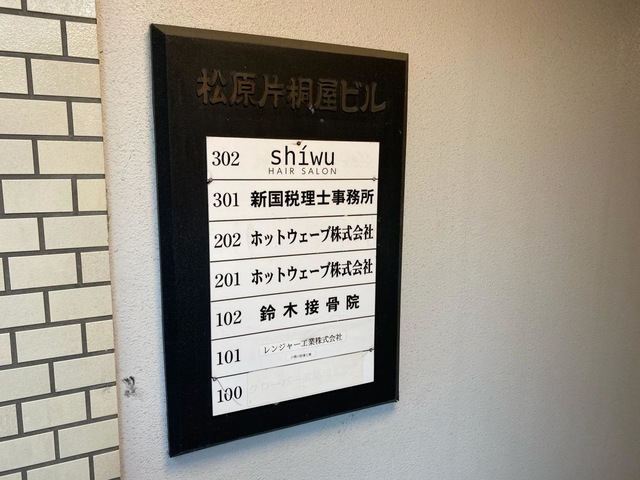 松原片桐屋ビル
302 shíwu
HAIR SALON
301 新国税理士事務所
202 ホットウェーブ株式会社
201 ホットウェーブ株式会社
102 鈴木接骨院
101 レンジャー工業株式会社
100